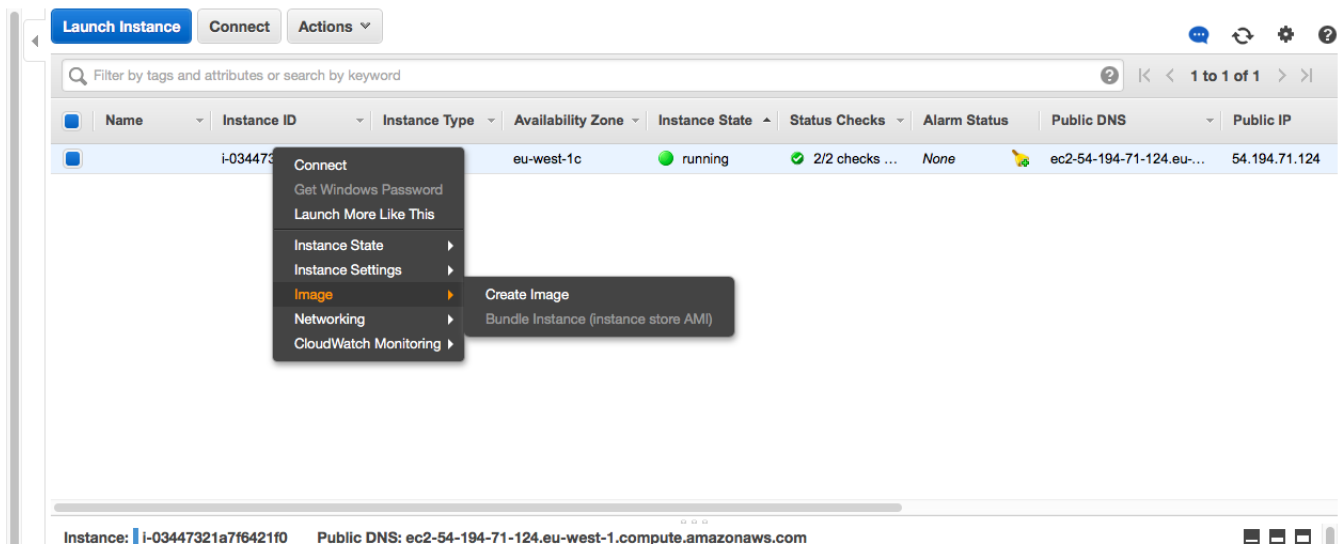 Launch Instance Connect Actions
Filter by tags and attributes or search by keyword 1 to 1 of 1
Name Instance ID Instance Type Availability Zone Instance State Status Checks Alarm Status Public DNS Public IP
i-03447 eu-west-1c running 2/2 checks ... None ec2-54-194-71-124.eu-... 54.194.71.124
Connect
Get Windows Password
Launch More Like This
Instance State
Instance Settings
Image Create Image
Networking Bundle Instance (instance store AMI)
CloudWatch Monitoring
Instance: i-03447321a7f6421f0 Public DNS: ec2-54-194-71-124.eu-west-1.compute.amazonaws.com